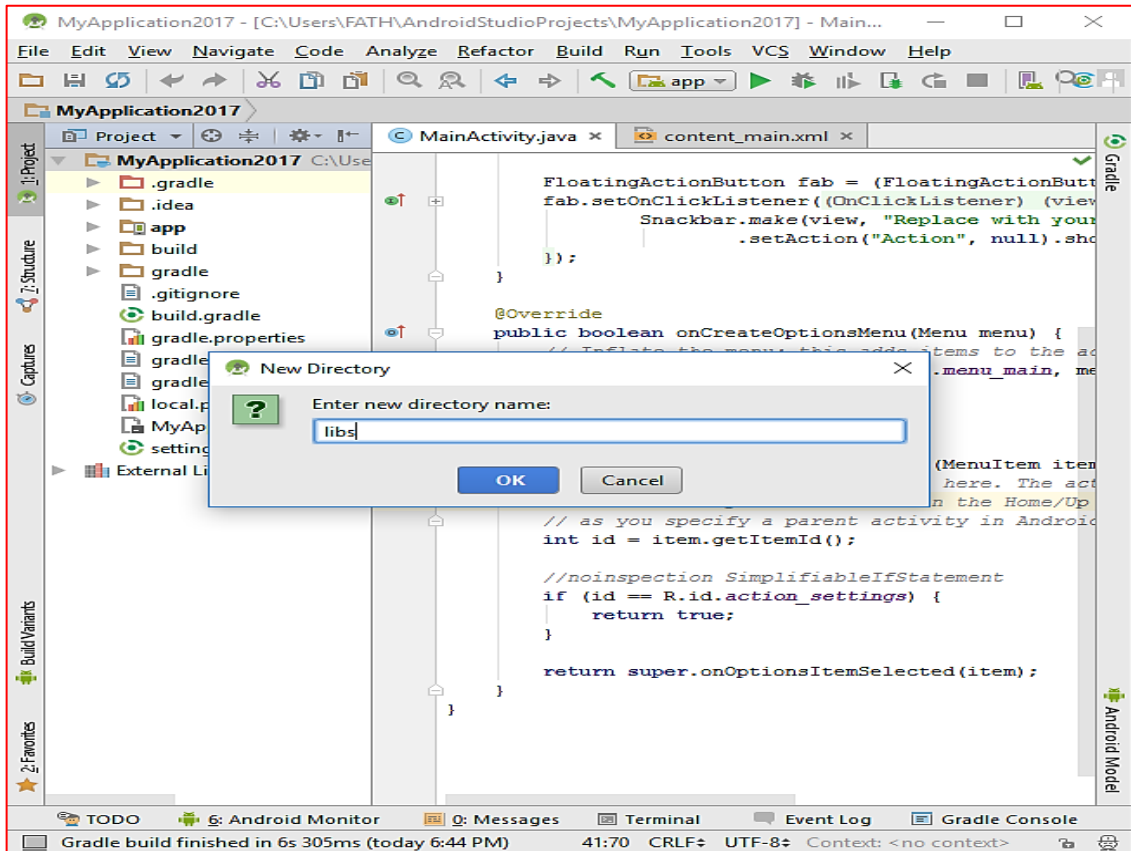 MyApplication2017 - [C:\Users\FATH\AndroidStudioProjects\MyApplication2017] - Main...
File Edit View Navigate Code Analyze Refactor Build Run Tools VCS Window Help
app
MyApplication2017
1: Project
7: Structure
Captures
Build Variants
2: Favorites
Project
MyApplication2017 C:\Use
.gradle
.idea
app
build
gradle
.gitignore
build.gradle
gradle.properties
gradle
gradle
local.p
MyAp
setting
External Li
MainActivity.java
content_main.xml
FloatingActionButton fab = (FloatingActionButt
fab.setOnClickListener((OnClickListener) (view
Snackbar.make(view, "Replace with your
.setAction("Action", null).sho
});
}
@Override
public boolean onCreateOptionsMenu(Menu menu) {
// Inflate the menu; this adds items to the ac
.menu_main, me
New Directory
Enter new directory name:
libs
OK Cancel
(MenuItem item
here. The act
n the Home/Up
// as you specify a parent activity in Android
int id = item.getItemId();
//noinspection SimplifiableIfStatement
if (id == R.id.action_settings) {
return true;
}
return super.onOptionsItemSelected(item);
}
}
Gradle
Android Model
TODO 6: Android Monitor 0: Messages Terminal Event Log Gradle Console
Gradle build finished in 6s 305ms (today 6:44 PM) 41:70 CRLF UTF-8 Context: <no context>